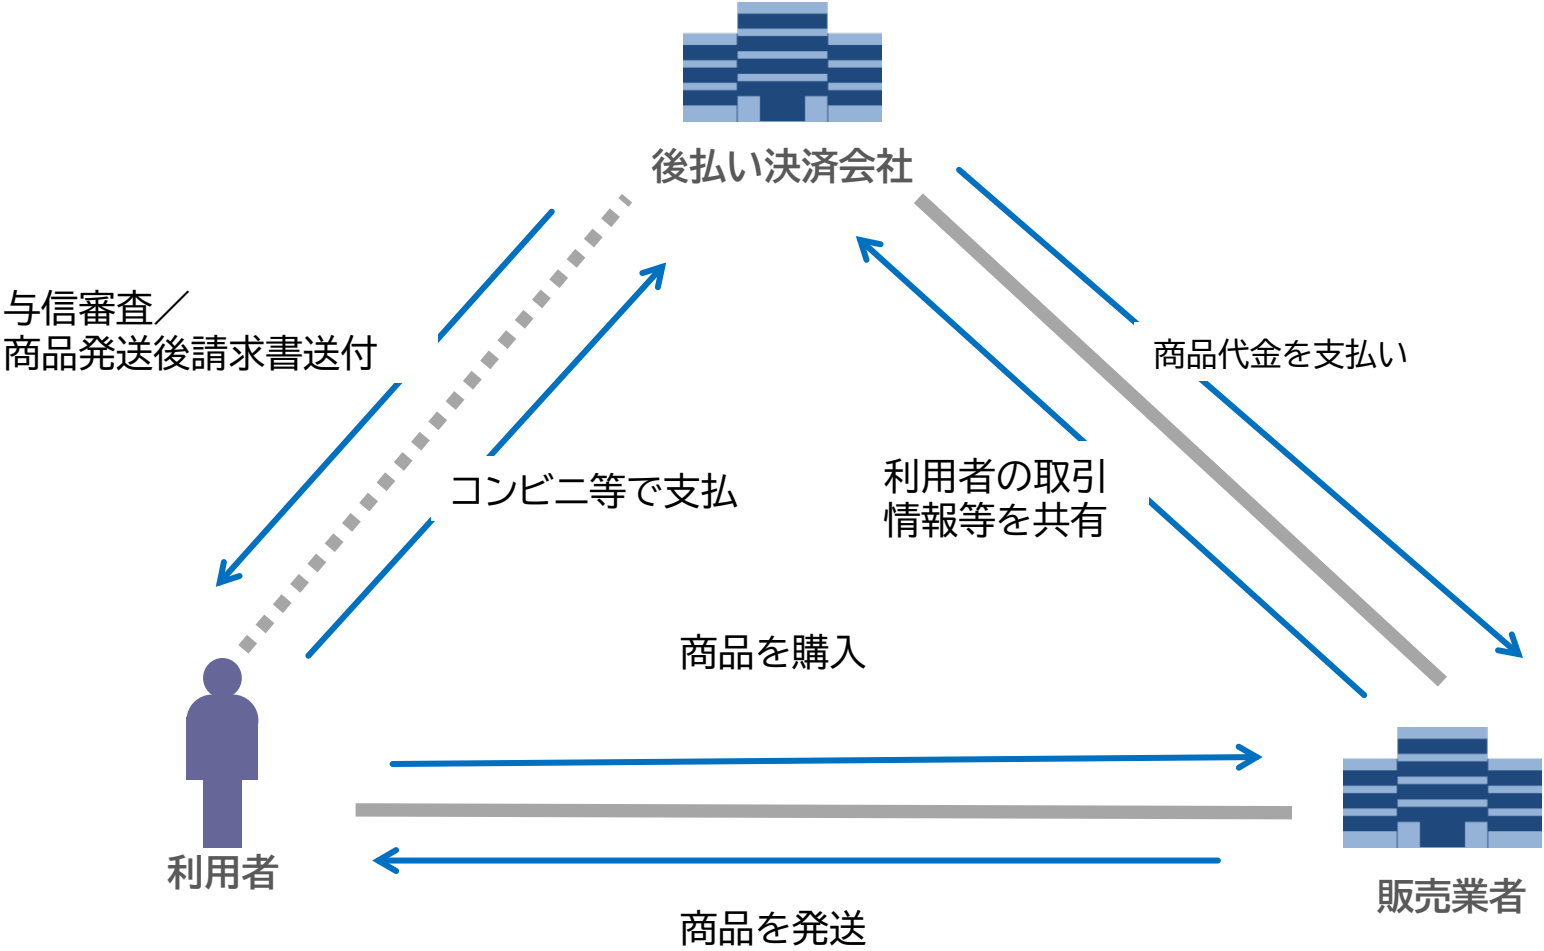 後払い決済会社
与信審査／
商品発送後請求書送付
商品代金を支払い
コンビニ等で支払
利用者の取引
情報等を共有
商品を購入
利用者
販売業者
商品を発送